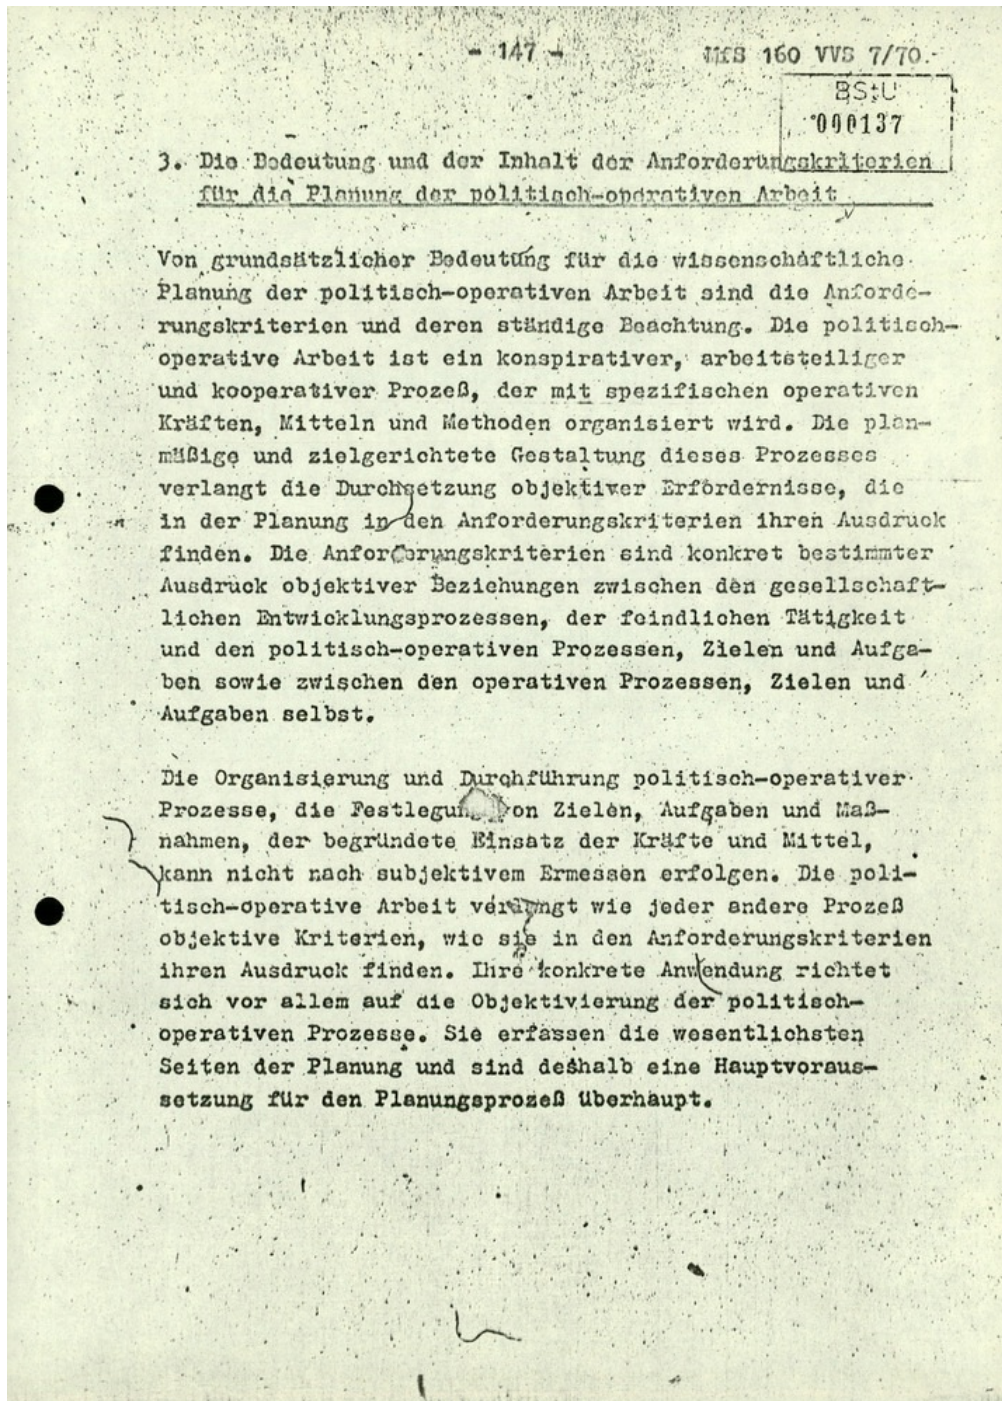 - 147 -
MfS 160 VVS 7/70.
BStU
000137
3. Die Bedeutung und der Inhalt der Anforderungskriterien
für die Planung der politisch-operativen Arbeit
Von grundsätzlicher Bedeutung für die wissenschaftliche
Planung der politisch-operativen Arbeit sind die Anforde-
rungskriterien und deren ständige Beachtung. Die politisch-
operative Arbeit ist ein konspirativer, arbeitsteiliger
und kooperativer Prozeß, der mit spezifischen operativen
Kräften, Mitteln und Methoden organisiert wird. Die plan-
mäßige und zielgerichtete Gestaltung dieses Prozesses
verlangt die Durchsetzung objektiver Erfordernisse, die
in der Planung in den Anforderungskriterien ihren Ausdruck
finden. Die Anforderungskriterien sind konkret bestimmter
Ausdruck objektiver Beziehungen zwischen den gesellschaft-
lichen Entwicklungsprozessen, der feindlichen Tätigkeit
und den politisch-operativen Prozessen, Zielen und Aufga-
ben sowie zwischen den operativen Prozessen, Zielen und
Aufgaben selbst.
Die Organisierung und Durchführung politisch-operativer
Prozesse, die Festlegung von Zielen, Aufgaben und Maß-
nahmen, der begründete Einsatz der Kräfte und Mittel,
kann nicht nach subjektivem Ermessen erfolgen. Die poli-
tisch-operative Arbeit verlangt wie jeder andere Prozeß
objektive Kriterien, wie sie in den Anforderungskriterien
ihren Ausdruck finden. Ihre konkrete Anwendung richtet
sich vor allem auf die Objektivierung der politisch-
operativen Prozesse. Sie erfassen die wesentlichsten
Seiten der Planung und sind deshalb eine Hauptvoraus-
setzung für den Planungsprozeß überhaupt.